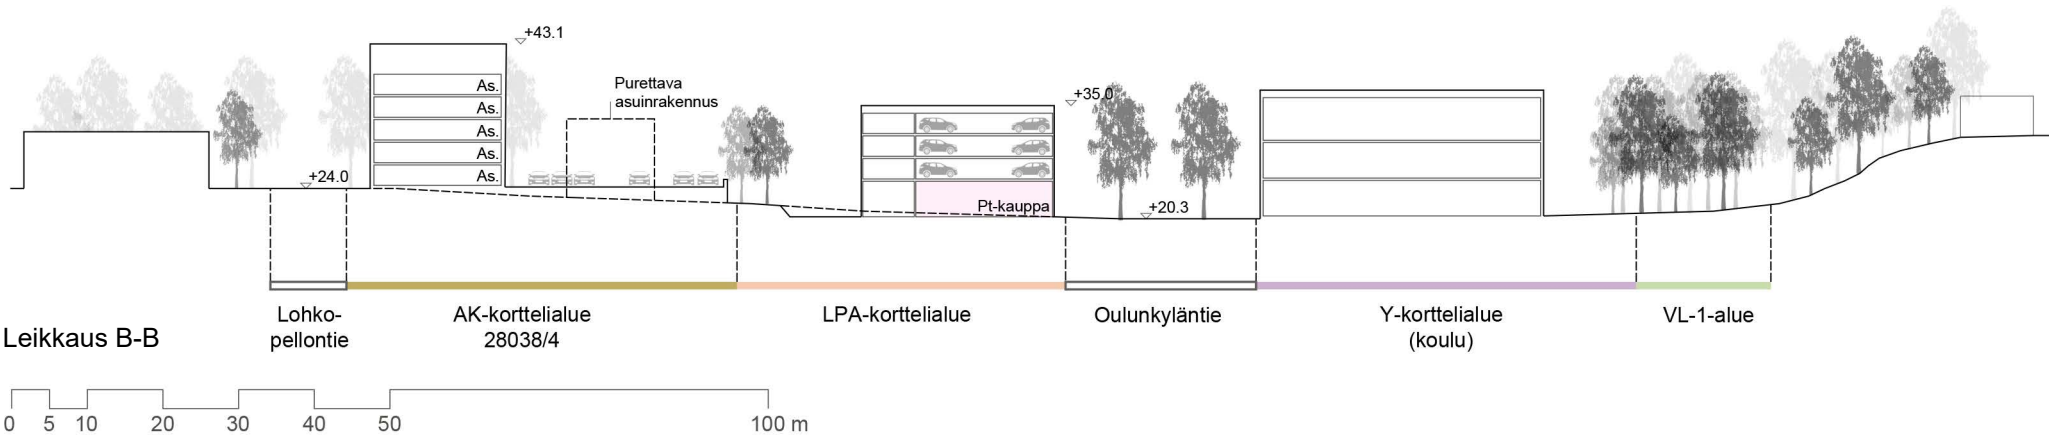 +43.1
Purettava
asuinrakennus
As.
As.
As.
As.
As.
+35.0
+24.0
Pt-kauppa
+20.3
Lohko-
pellontie
AK-korttelialue
28038/4
LPA-korttelialue
Oulunkyläntie
Y-korttelialue
(koulu)
VL-1-alue
Leikkaus B-B
0 5 10 20 30 40 50 100 m